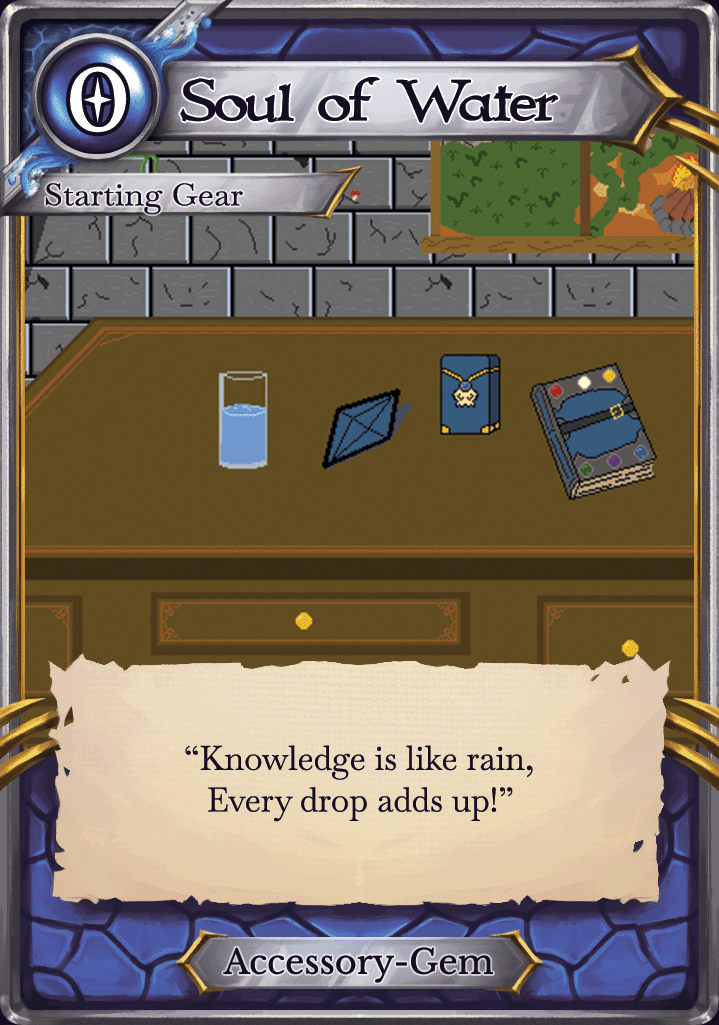 0
Soul of Water
Starting Gear
“Knowledge is like rain,
Every drop adds up!”
Accessory-Gem